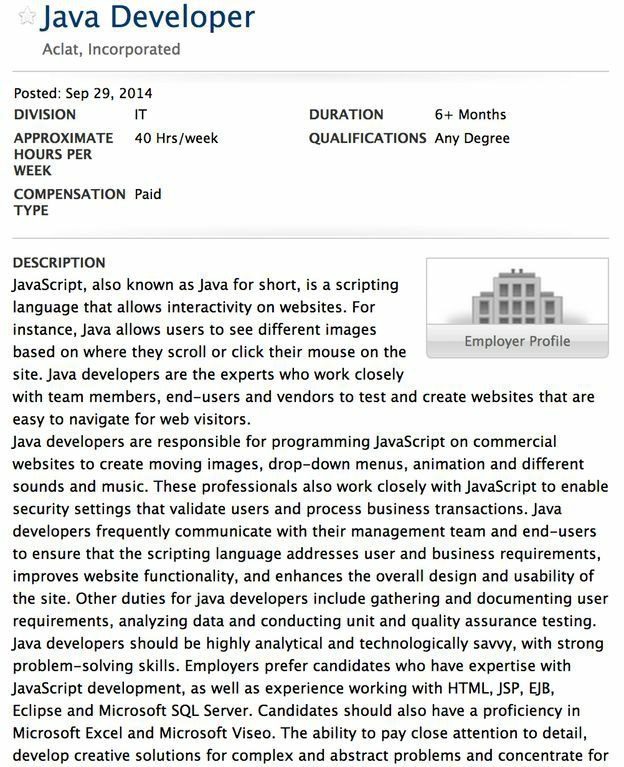 Java Developer
Aclat, Incorporated
Posted: Sep 29, 2014
DIVISION IT DURATION 6+ Months
APPROXIMATE HOURS PER WEEK 40 Hrs/week QUALIFICATIONS Any Degree
COMPENSATION TYPE Paid
DESCRIPTION
JavaScript, also known as Java for short, is a scripting
language that allows interactivity on websites. For
instance, Java allows users to see different images
based on where they scroll or click their mouse on the
site. Java developers are the experts who work closely
Employer Profile
with team members, end-users and vendors to test and create websites that are
easy to navigate for web visitors.
Java developers are responsible for programming JavaScript on commercial
websites to create moving images, drop-down menus, animation and different
sounds and music. These professionals also work closely with JavaScript to enable
security settings that validate users and process business transactions. Java
developers frequently communicate with their management team and end-users
to ensure that the scripting language addresses user and business requirements,
improves website functionality, and enhances the overall design and usability of
the site. Other duties for java developers include gathering and documenting user
requirements, analyzing data and conducting unit and quality assurance testing.
Java developers should be highly analytical and technologically savvy, with strong
problem-solving skills. Employers prefer candidates who have expertise with
JavaScript development, as well as experience working with HTML, JSP, EJB,
Eclipse and Microsoft SQL Server. Candidates should also have a proficiency in
Microsoft Excel and Microsoft Viseo. The ability to pay close attention to detail,
develop creative solutions for complex and abstract problems and concentrate for